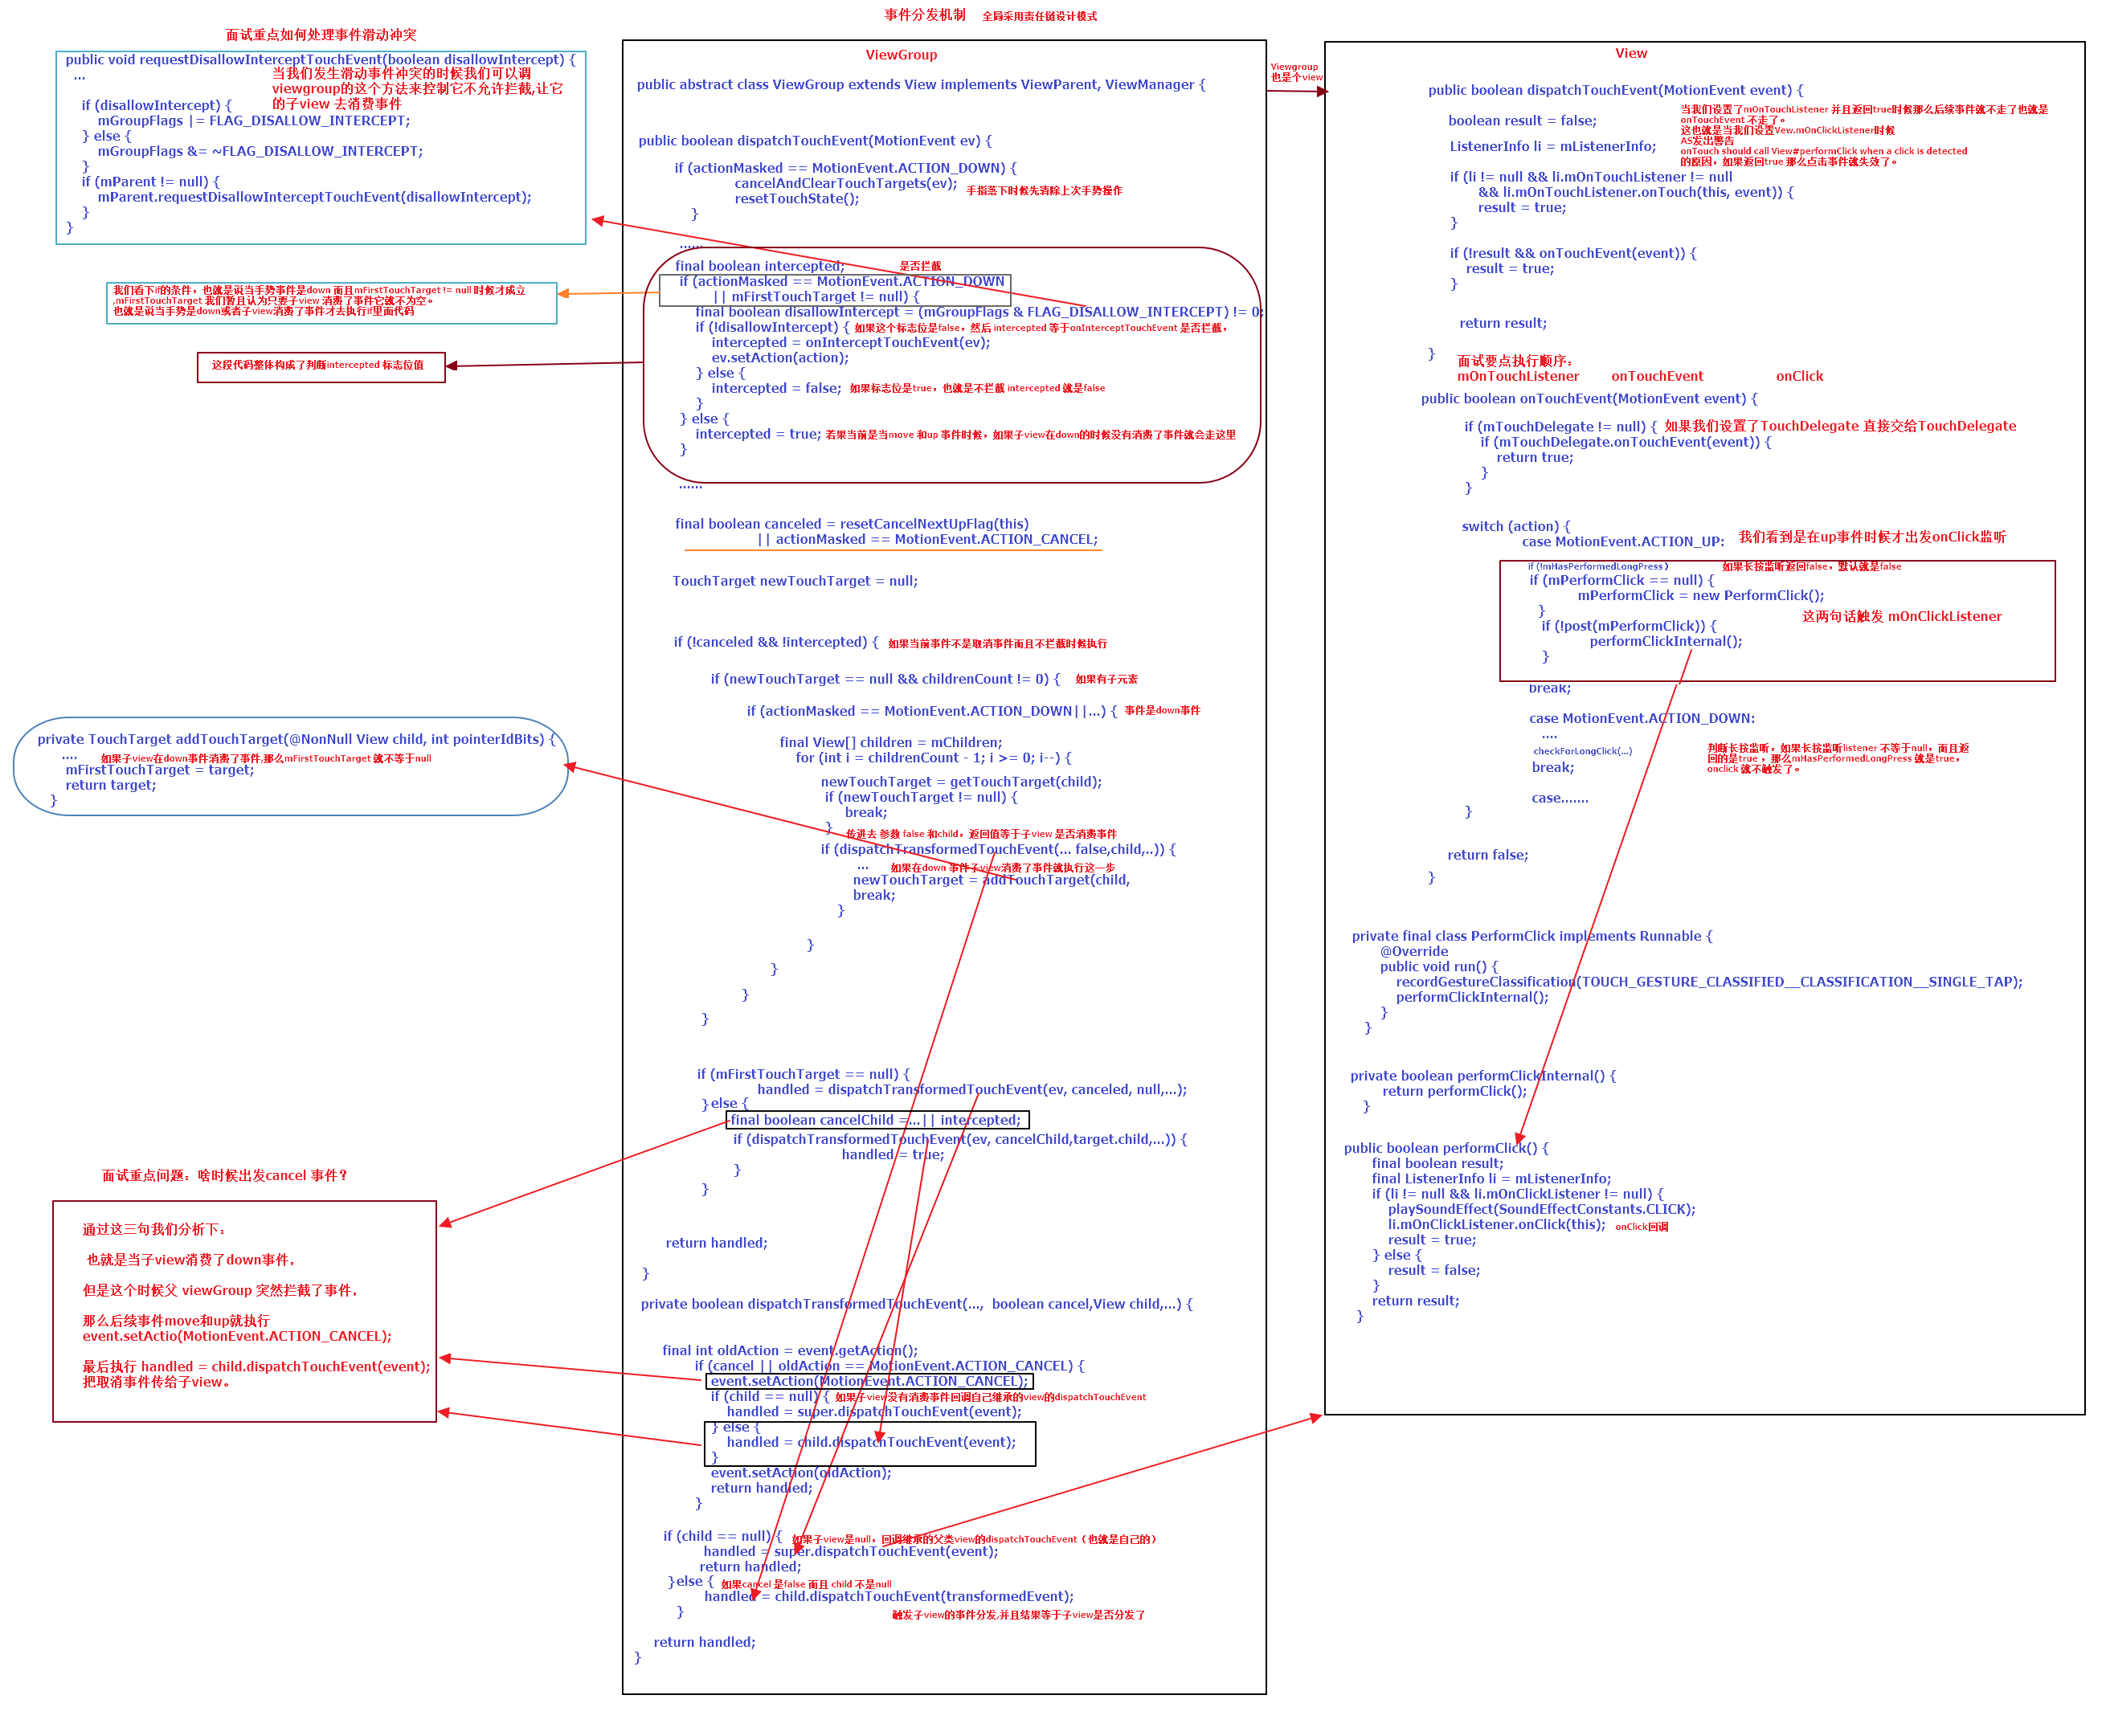 事件分发机制 全局采用责任链设计模式
面试重点如何处理事件滑动冲突
public void requestDisallowInterceptTouchEvent(boolean disallowIntercept) {
...
当我们发生滑动事件冲突的时候我们可以调
viewgroup的这个方法来控制它不允许拦截,让它
的子view 去消费事件
if (disallowIntercept) {
mGroupFlags |= FLAG_DISALLOW_INTERCEPT;
} else {
mGroupFlags &= ~FLAG_DISALLOW_INTERCEPT;
}
if (mParent != null) {
mParent.requestDisallowInterceptTouchEvent(disallowIntercept);
}
}
我们看下if的条件，也就是说当手势事件是down 而且mFirstTouchTarget != null 时候才成立
,mFirstTouchTarget 我们暂且认为只要子view 消费了事件它就不为空。
也就是说当手势是down或者子view消费了事件才去执行if里面代码
这段代码整体构成了判断intercepted 标志位值
private TouchTarget addTouchTarget(@NonNull View child, int pointerIdBits) {
.... 如果子view在down事件消费了事件,那么mFirstTouchTarget 就不等于null
mFirstTouchTarget = target;
return target;
}
面试重点问题：啥时候出发cancel 事件？
通过这三句我们分析下：
也就是当子view消费了down事件，
但是这个时候父 viewGroup 突然拦截了事件，
那么后续事件move和up就执行
event.setActio(MotionEvent.ACTION_CANCEL);
最后执行 handled = child.dispatchTouchEvent(event);
把取消事件传给子view。
ViewGroup
public abstract class ViewGroup extends View implements ViewParent, ViewManager {
public boolean dispatchTouchEvent(MotionEvent ev) {
if (actionMasked == MotionEvent.ACTION_DOWN) {
cancelAndClearTouchTargets(ev); 手指落下时候先清除上次手势操作
resetTouchState();
}
......
final boolean intercepted; 是否拦截
if (actionMasked == MotionEvent.ACTION_DOWN
|| mFirstTouchTarget != null) {
final boolean disallowIntercept = (mGroupFlags & FLAG_DISALLOW_INTERCEPT) != 0;
if (!disallowIntercept) { 如果这个标志位是false，然后 intercepted 等于onInterceptTouchEvent 是否拦截，
intercepted = onInterceptTouchEvent(ev);
ev.setAction(action);
} else {
intercepted = false; 如果标志位是true，也就是不拦截 intercepted 就是false
}
} else {
intercepted = true; 若果当前是当move 和up 事件时候，如果子view在down的时候没有消费了事件就会走这里
}
......
final boolean canceled = resetCancelNextUpFlag(this)
|| actionMasked == MotionEvent.ACTION_CANCEL;
TouchTarget newTouchTarget = null;
if (!canceled && !intercepted) { 如果当前事件不是取消事件而且不拦截时候执行
if (newTouchTarget == null && childrenCount != 0) { 如果有子元素
if (actionMasked == MotionEvent.ACTION_DOWN||...) { 事件是down事件
final View[] children = mChildren;
for (int i = childrenCount - 1; i >= 0; i--) {
newTouchTarget = getTouchTarget(child);
if (newTouchTarget != null) {
break;
}
传进去 参数 false 和child，返回值等于子view 是否消费事件
if (dispatchTransformedTouchEvent(... false,child,..)) {
... 如果在down 事件子view消费了事件就执行这一步
newTouchTarget = addTouchTarget(child,
break;
}
}
}
}
}
if (mFirstTouchTarget == null) {
handled = dispatchTransformedTouchEvent(ev, canceled, null,...);
}else {
final boolean cancelChild =...|| intercepted;
if (dispatchTransformedTouchEvent(ev, cancelChild,target.child,...)) {
handled = true;
}
}
return handled;
}
private boolean dispatchTransformedTouchEvent(..., boolean cancel,View child,...) {
final int oldAction = event.getAction();
if (cancel || oldAction == MotionEvent.ACTION_CANCEL) {
event.setAction(MotionEvent.ACTION_CANCEL);
if (child == null) { 如果子view没有消费事件回调自己继承的view的dispatchTouchEvent
handled = super.dispatchTouchEvent(event);
} else {
handled = child.dispatchTouchEvent(event);
}
event.setAction(oldAction);
return handled;
}
if (child == null) { 如果子view是null，回调继承的父类view的dispatchTouchEvent（也就是自己的）
handled = super.dispatchTouchEvent(event);
return handled;
}else { 如果cancel 是false 而且 child 不是null
handled = child.dispatchTouchEvent(transformedEvent);
}
触发子view的事件分发,并且结果等于子view是否分发了
return handled;
}
Viewgroup
也是个view
View
public boolean dispatchTouchEvent(MotionEvent event) {
当我们设置了mOnTouchListener 并且返回true时候那么后续事件就不走了也就是
onTouchEvent 不走了。
这也就是当我们设置Vew.mOnClickListener时候
AS发出警告
onTouch should call View#performClick when a click is detected
的原因，如果返回true 那么点击事件就失效了。
boolean result = false;
ListenerInfo li = mListenerInfo;
if (li != null && li.mOnTouchListener != null
&& li.mOnTouchListener.onTouch(this, event)) {
result = true;
}
if (!result && onTouchEvent(event)) {
result = true;
}
return result;
}
面试要点执行顺序：
mOnTouchListener onTouchEvent onClick
public boolean onTouchEvent(MotionEvent event) {
if (mTouchDelegate != null) { 如果我们设置了TouchDelegate 直接交给TouchDelegate
if (mTouchDelegate.onTouchEvent(event)) {
return true;
}
}
switch (action) {
case MotionEvent.ACTION_UP: 我们看到是在up事件时候才出发onClick监听
if (!mHasPerformedLongPress） 如果长按监听返回false，默认就是false
if (mPerformClick == null) {
mPerformClick = new PerformClick();
}
这两句话触发 mOnClickListener
if (!post(mPerformClick)) {
performClickInternal();
}
break;
case MotionEvent.ACTION_DOWN:
....
checkForLongClick(...)
判断长按监听，如果长按监听listener 不等于null，而且返
回的是true ，那么mHasPerformedLongPress 就是true，
onclick 就不触发了。
break;
case.......
}
return false;
}
private final class PerformClick implements Runnable {
@Override
public void run() {
recordGestureClassification(TOUCH_GESTURE_CLASSIFIED__CLASSIFICATION__SINGLE_TAP);
performClickInternal();
}
}
private boolean performClickInternal() {
return performClick();
}
public boolean performClick() {
final boolean result;
final ListenerInfo li = mListenerInfo;
if (li != null && li.mOnClickListener != null) {
playSoundEffect(SoundEffectConstants.CLICK);
li.mOnClickListener.onClick(this); onClick回调
result = true;
} else {
result = false;
}
return result;
}